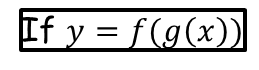 If y = f(g(x))